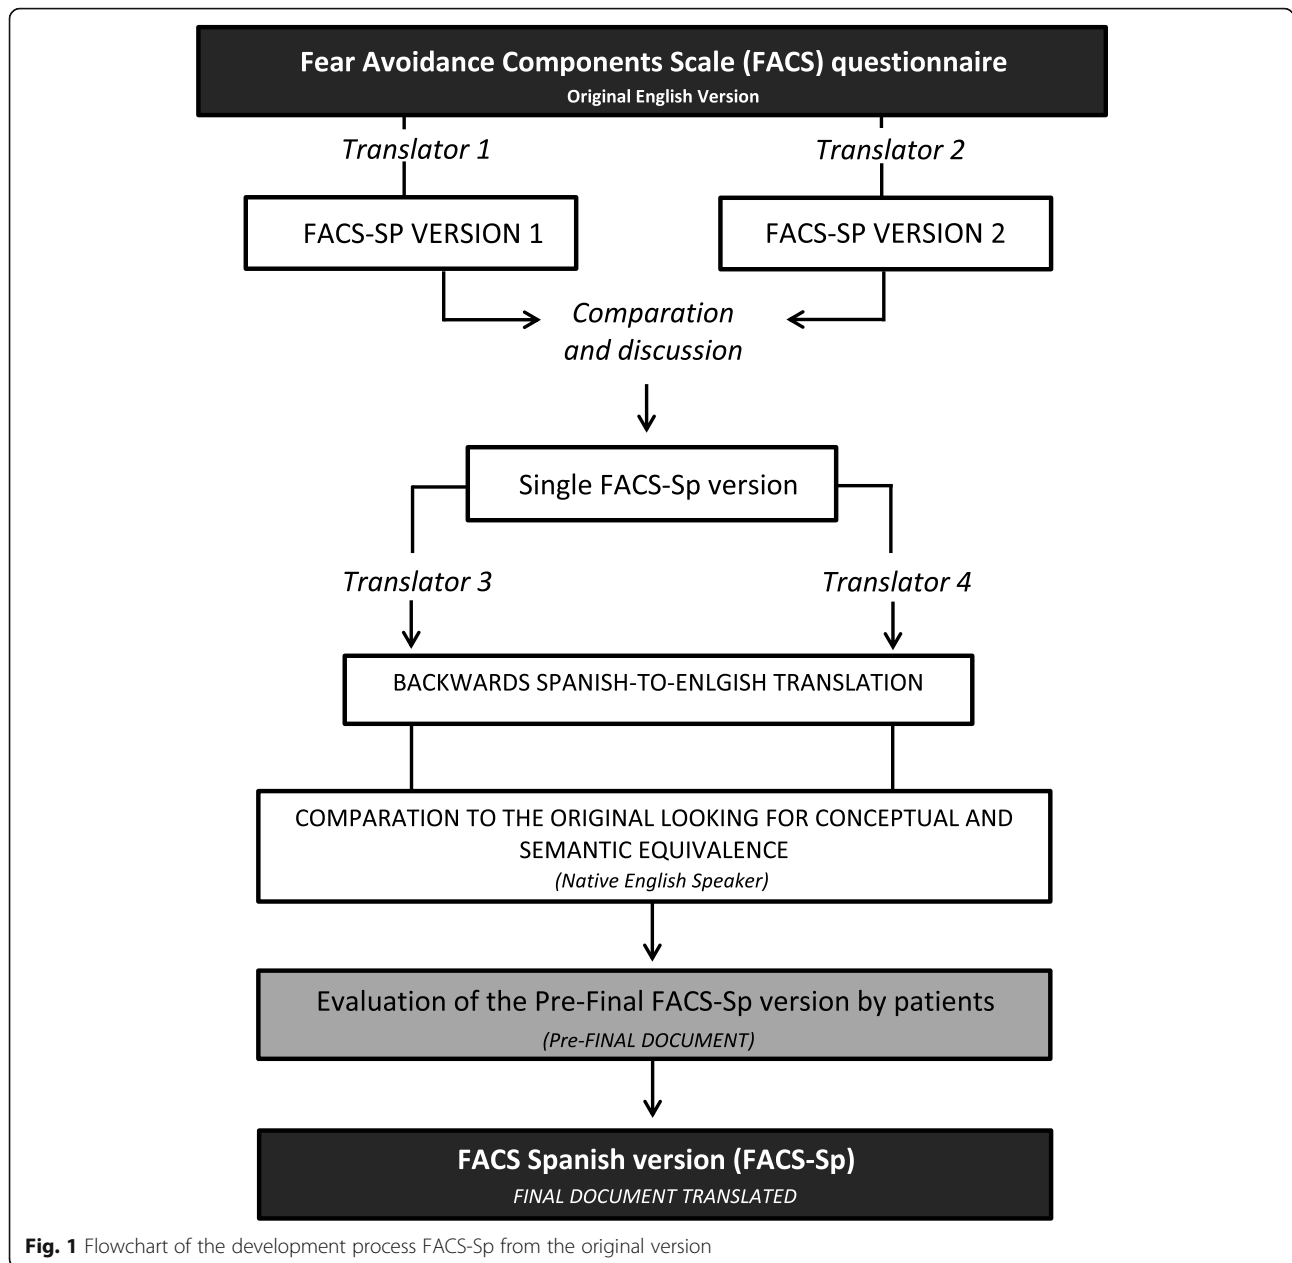 Fear Avoidance Components Scale (FACS) questionnaire
Original English Version
Translator 1
Translator 2
FACS-SP VERSION 1
FACS-SP VERSION 2
Comparation
and discussion
Single FACS-Sp version
Translator 3
Translator 4
BACKWARDS SPANISH-TO-ENLGISH TRANSLATION
COMPARATION TO THE ORIGINAL LOOKING FOR CONCEPTUAL AND
SEMANTIC EQUIVALENCE
(Native English Speaker)
Evaluation of the Pre-Final FACS-Sp version by patients
(Pre-FINAL DOCUMENT)
FACS Spanish version (FACS-Sp)
FINAL DOCUMENT TRANSLATED
Fig. 1 Flowchart of the development process FACS-Sp from the original version